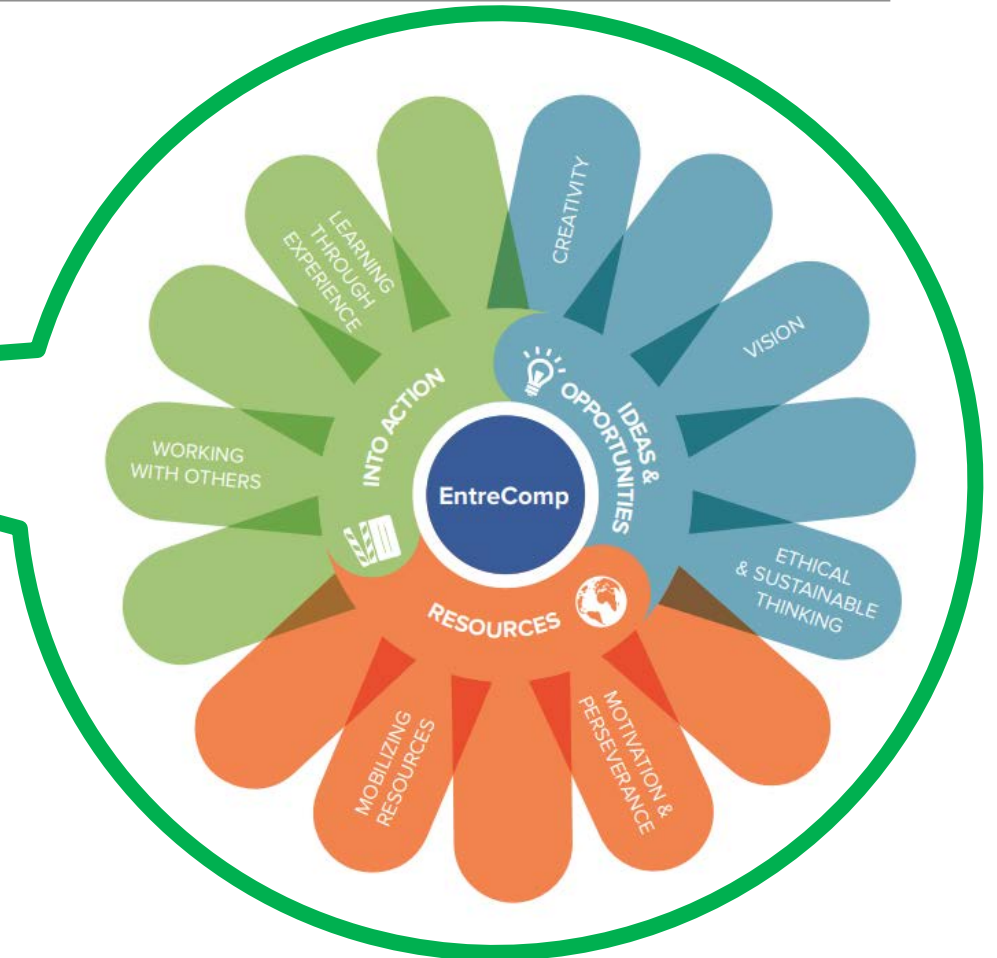 CREATIVITY
VISION
ETHICAL
& SUSTAINABLE
THINKING
MOTIVATION &
PERSEVERANCE
MOBILIZING
RESOURCES
WORKING
WITH OTHERS
LEARNING
THROUGH
EXPERIENCE
IDEAS &
OPPORTUNITIES
RESOURCES
INTO ACTION
EntreComp